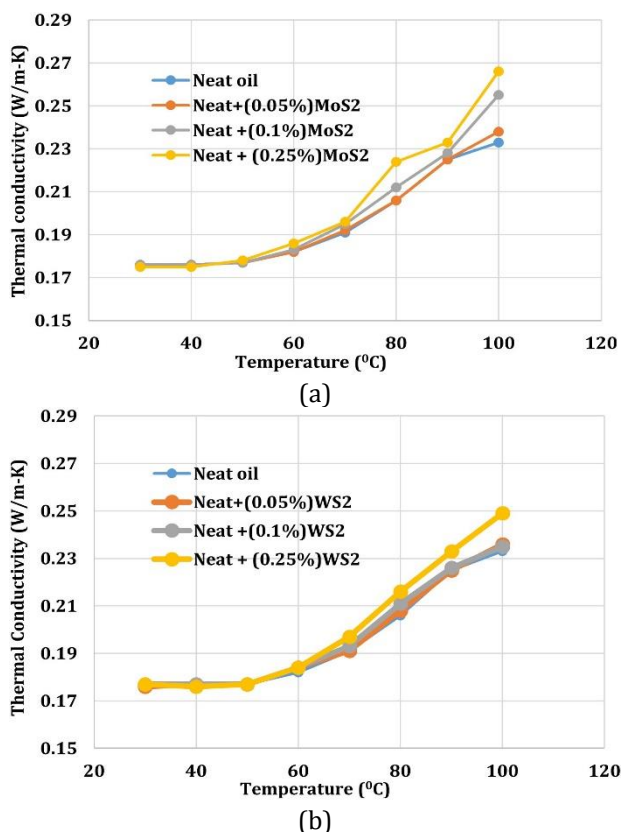 0.29
0.27
0.25
0.23
0.21
0.19
0.17
0.15
Thermal conductivity (W/m-K)
Neat oil
Neat+(0.05%)MoS2
Neat +(0.1%)MoS2
Neat + (0.25%)MoS2
20 40 60 80 100 120
Temperature (⁰C)
(a)
0.29
0.27
0.25
0.23
0.21
0.19
0.17
0.15
Thermal Conductivity (W/m-K)
Neat oil
Neat+(0.05%)WS2
Neat +(0.1%)WS2
Neat + (0.25%)WS2
20 40 60 80 100 120
Temperature (⁰C)
(b)